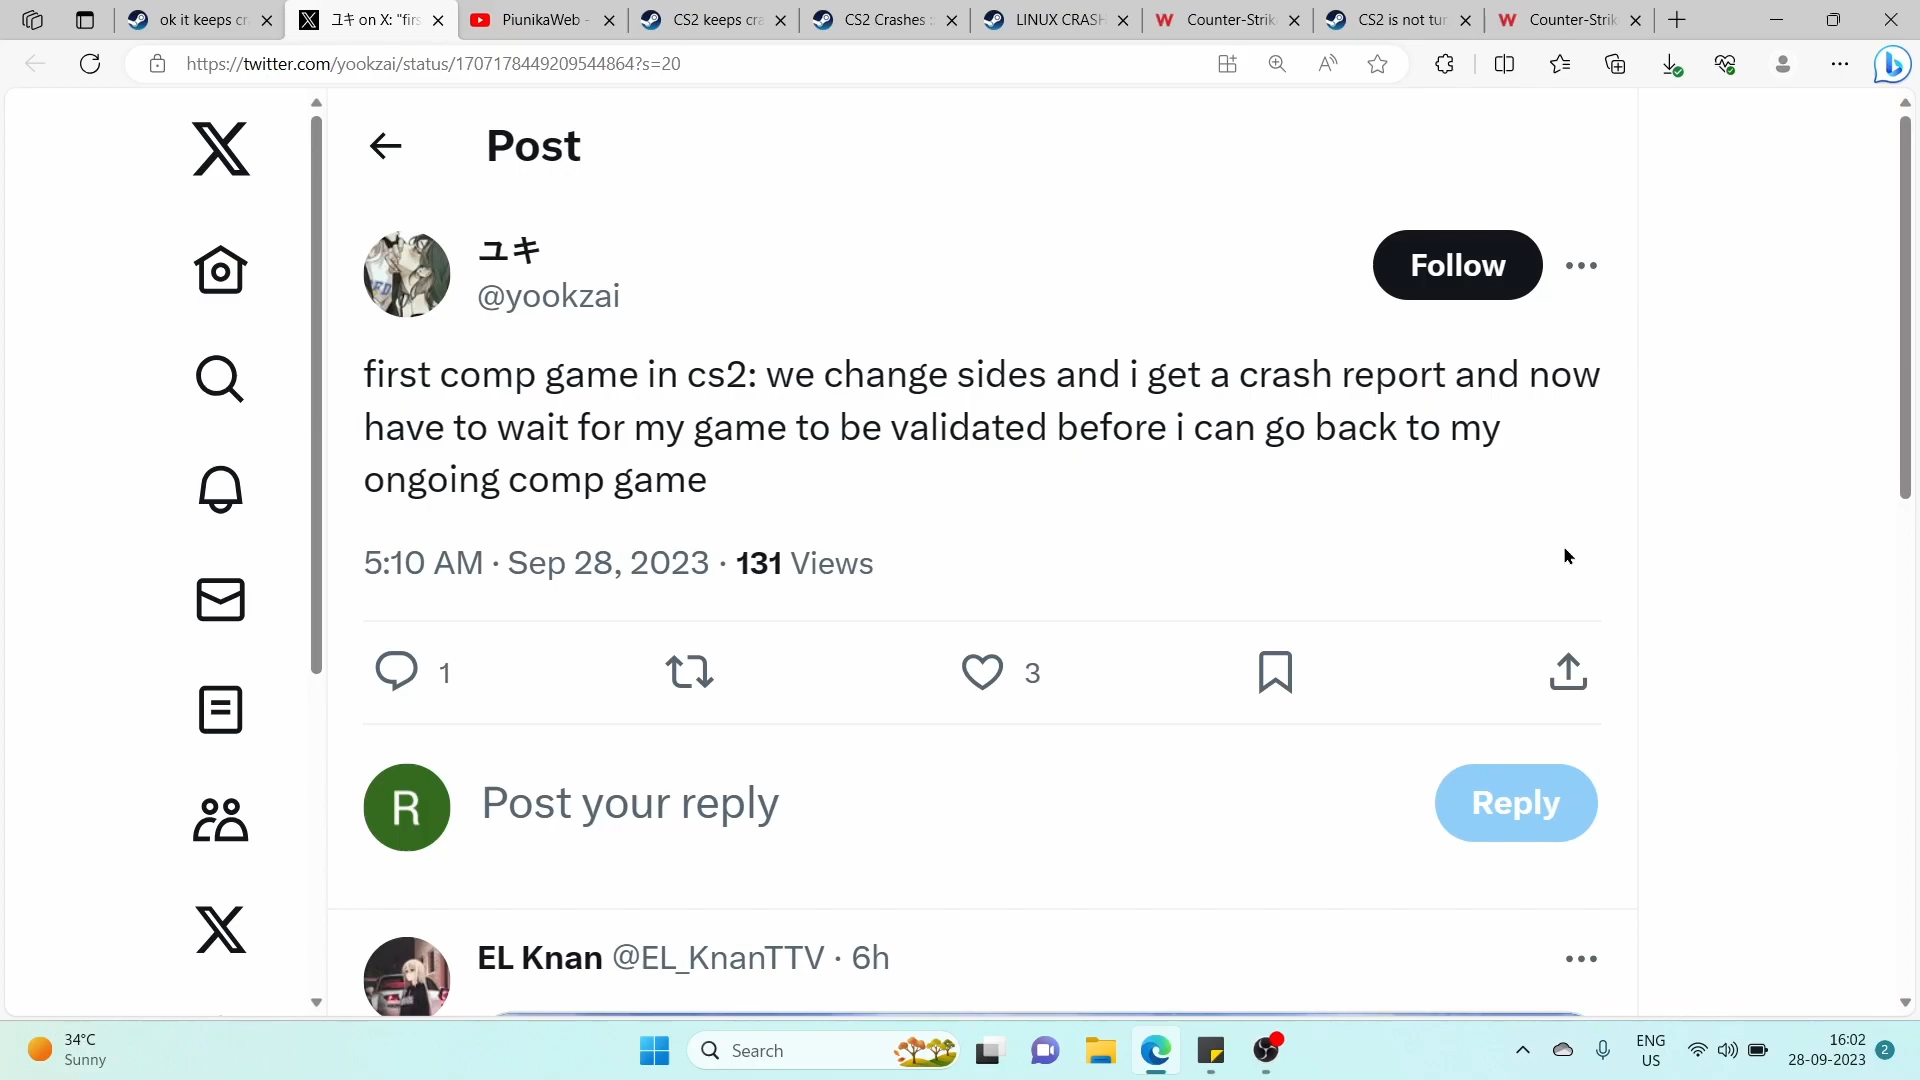 ok it keeps cr
ユキ on X: "firs
PiunikaWeb -
CS2 keeps cra
CS2 Crashes :
LINUX CRASH
Counter-Strik
CS2 is not tur
Counter-Strik
https://twitter.com/yookzai/status/1707178449209544864?s=20
Post
ユキ
@yookzai
Follow
first comp game in cs2: we change sides and i get a crash report and now
have to wait for my game to be validated before i can go back to my
ongoing comp game
5:10 AM · Sep 28, 2023 · 131 Views
1
3
R
Post your reply
Reply
EL Knan @EL_KnanTTV · 6h
34°C
Sunny
Search
ENG
US
16:02
28-09-2023
2